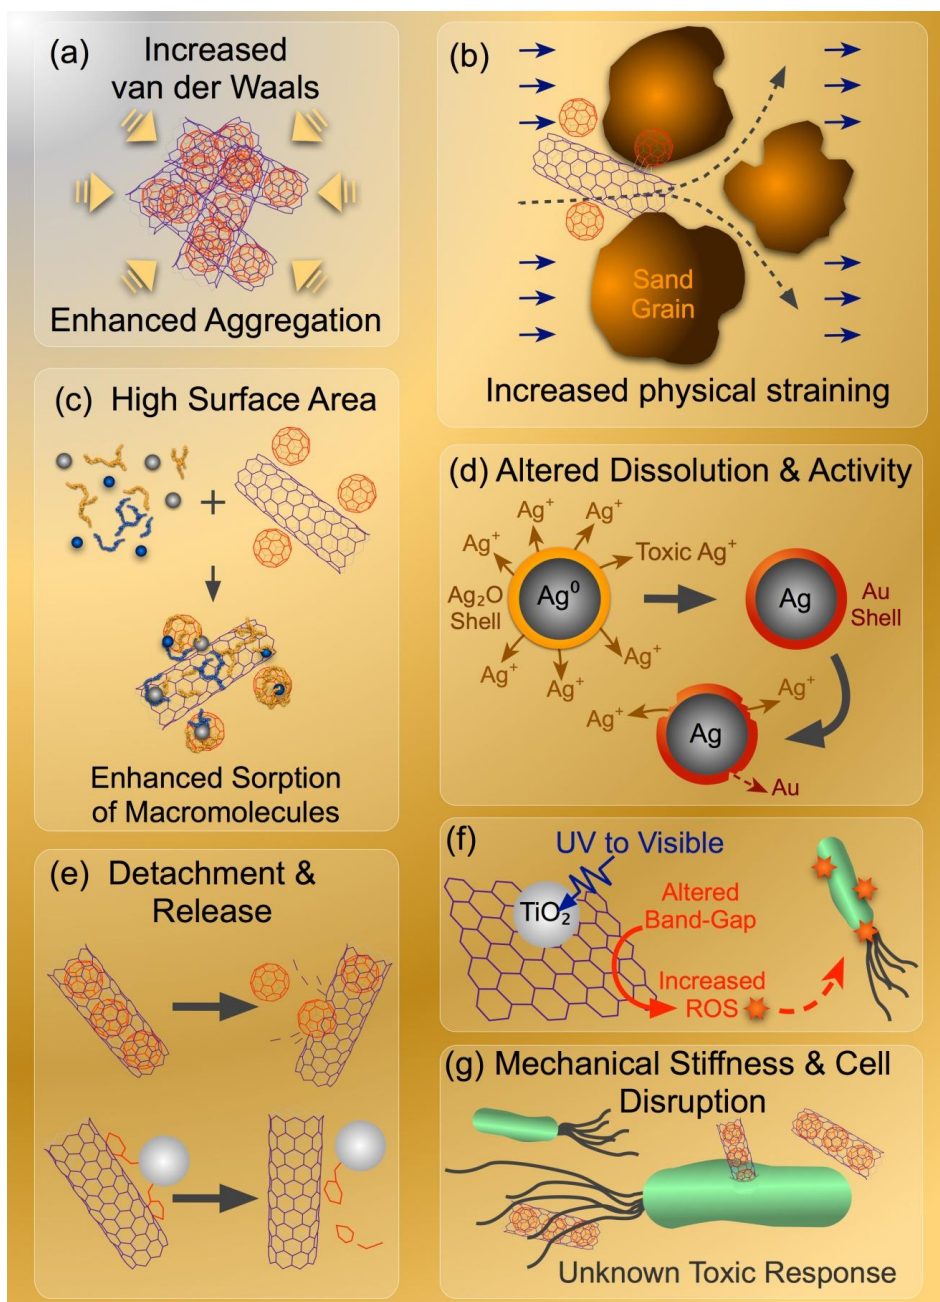 (a)
Increased
van der Waals
Enhanced Aggregation
(b)
Sand
Grain
Increased physical straining
(c) High Surface Area
+
Enhanced Sorption
of Macromolecules
(d) Altered Dissolution & Activity
Ag⁺
Ag⁺
Ag⁺
Ag⁺
Toxic Ag⁺
Ag₂O
Shell
Ag⁰
Ag
Au
Shell
Ag⁺
Ag⁺
Ag⁺
Ag⁺
Ag⁺
Ag
Au
(e) Detachment &
Release
(f)
UV to Visible
TiO₂
Altered
Band-Gap
Increased
ROS
(g) Mechanical Stiffness & Cell
Disruption
Unknown Toxic Response